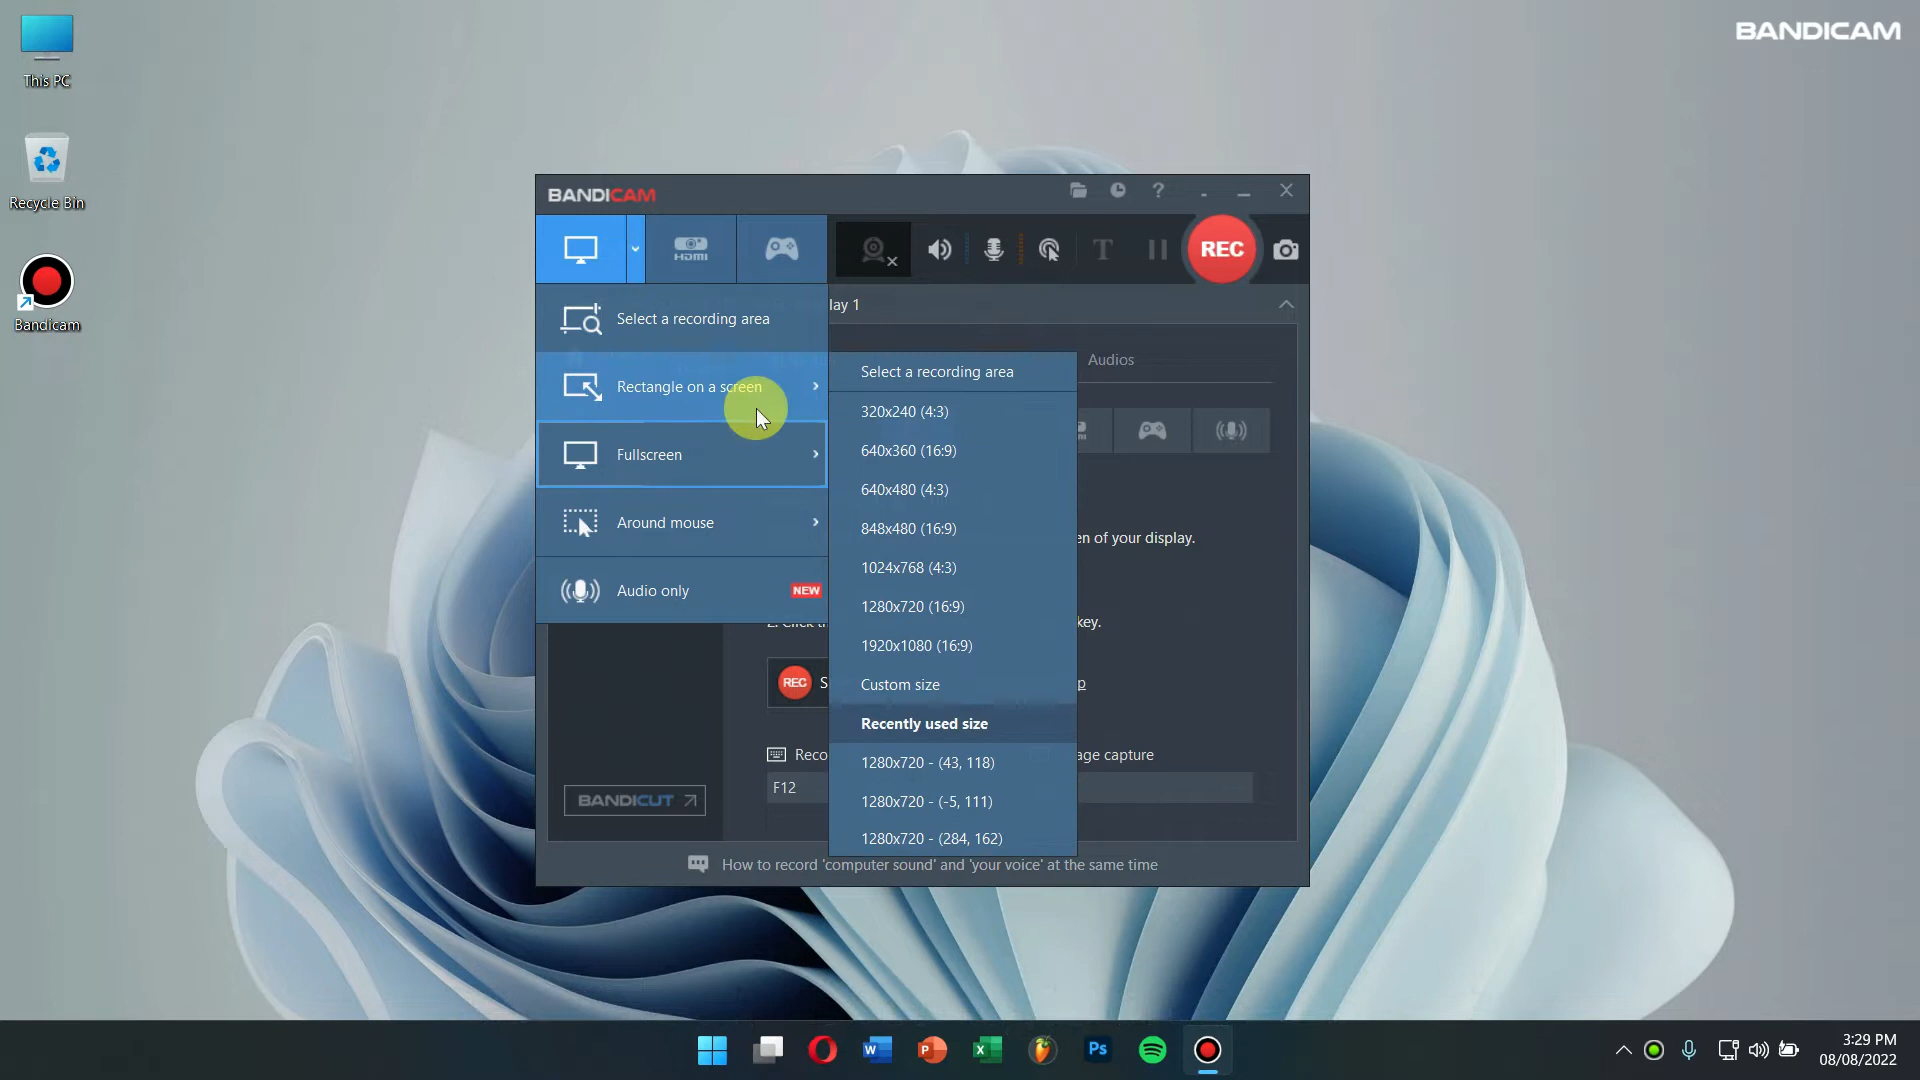 BANDICAM
This PC
Recycle Bin
Bandicam
BANDICAM
?
HDMI
T
REC
Select a recording area
lay 1
Rectangle on a screen
Select a recording area
Audios
320x240 (4:3)
Fullscreen
640x360 (16:9)
640x480 (4:3)
Around mouse
848x480 (16:9)
en of your display.
1024x768 (4:3)
Audio only
NEW
1280x720 (16:9)
key.
1920x1080 (16:9)
REC
S
Custom size
p
Recently used size
Reco
age capture
1280x720 - (43, 118)
F12
BANDICUT
1280x720 - (-5, 111)
1280x720 - (284, 162)
How to record 'computer sound' and 'your voice' at the same time
W
P
X
Ps
3:29 PM
08/08/2022